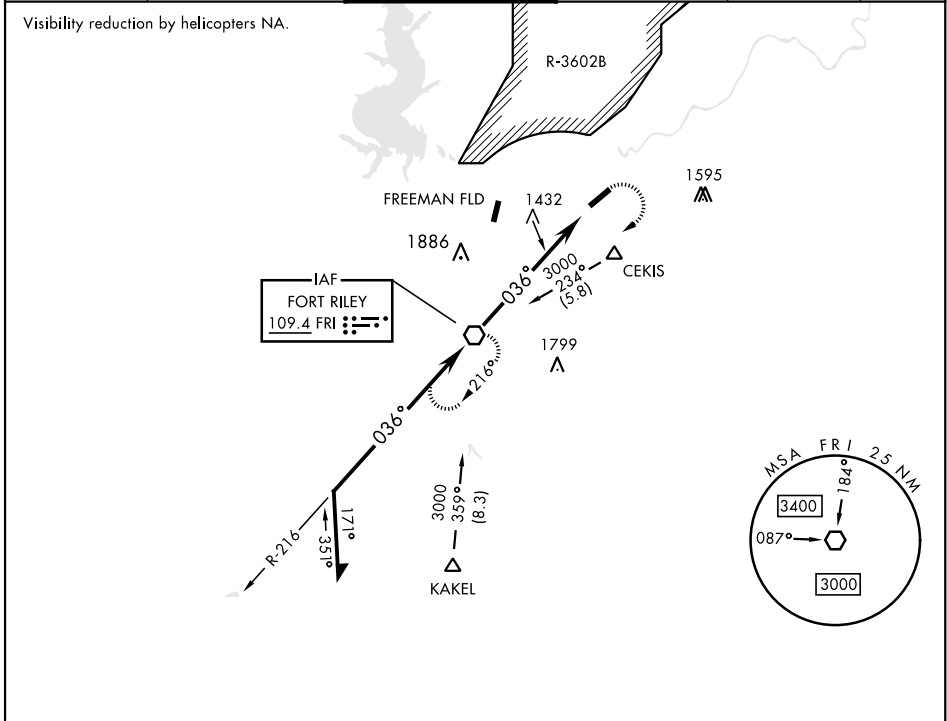 Visibility reduction by helicopters NA.
R-3602B
1595
FREEMAN FLD
1432
1886
CEKIS
3000
234°
(5.8)
036°
IAF
FORT RILEY
109.4 FRI
1799
216°
036°
MSA FRI 25 NM
184°
3400
087°
3000
3000
359°
(8.3)
171°
351°
R-216
KAKEL